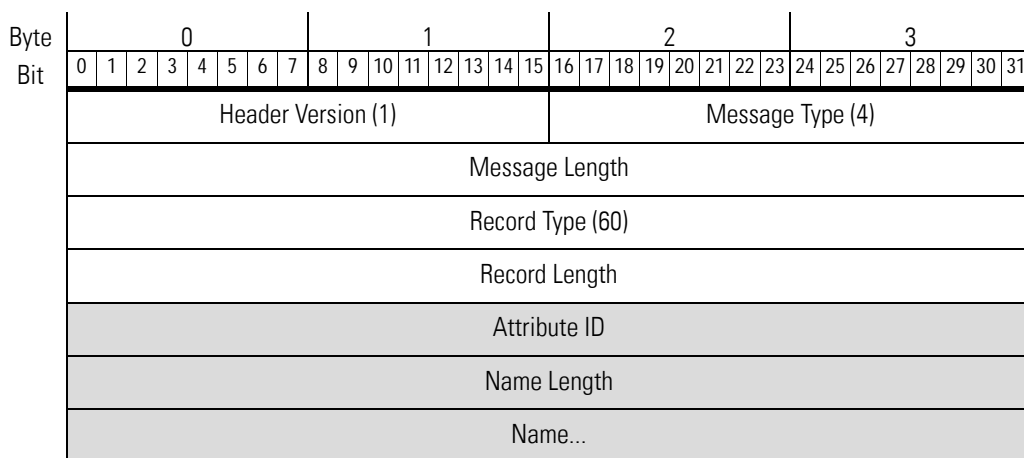 Byte 0 1 2 3
Bit 0 1 2 3 4 5 6 7 8 9 10 11 12 13 14 15 16 17 18 19 20 21 22 23 24 25 26 27 28 29 30 31
Header Version (1) Message Type (4)
Message Length
Record Type (60)
Record Length
Attribute ID
Name Length
Name...